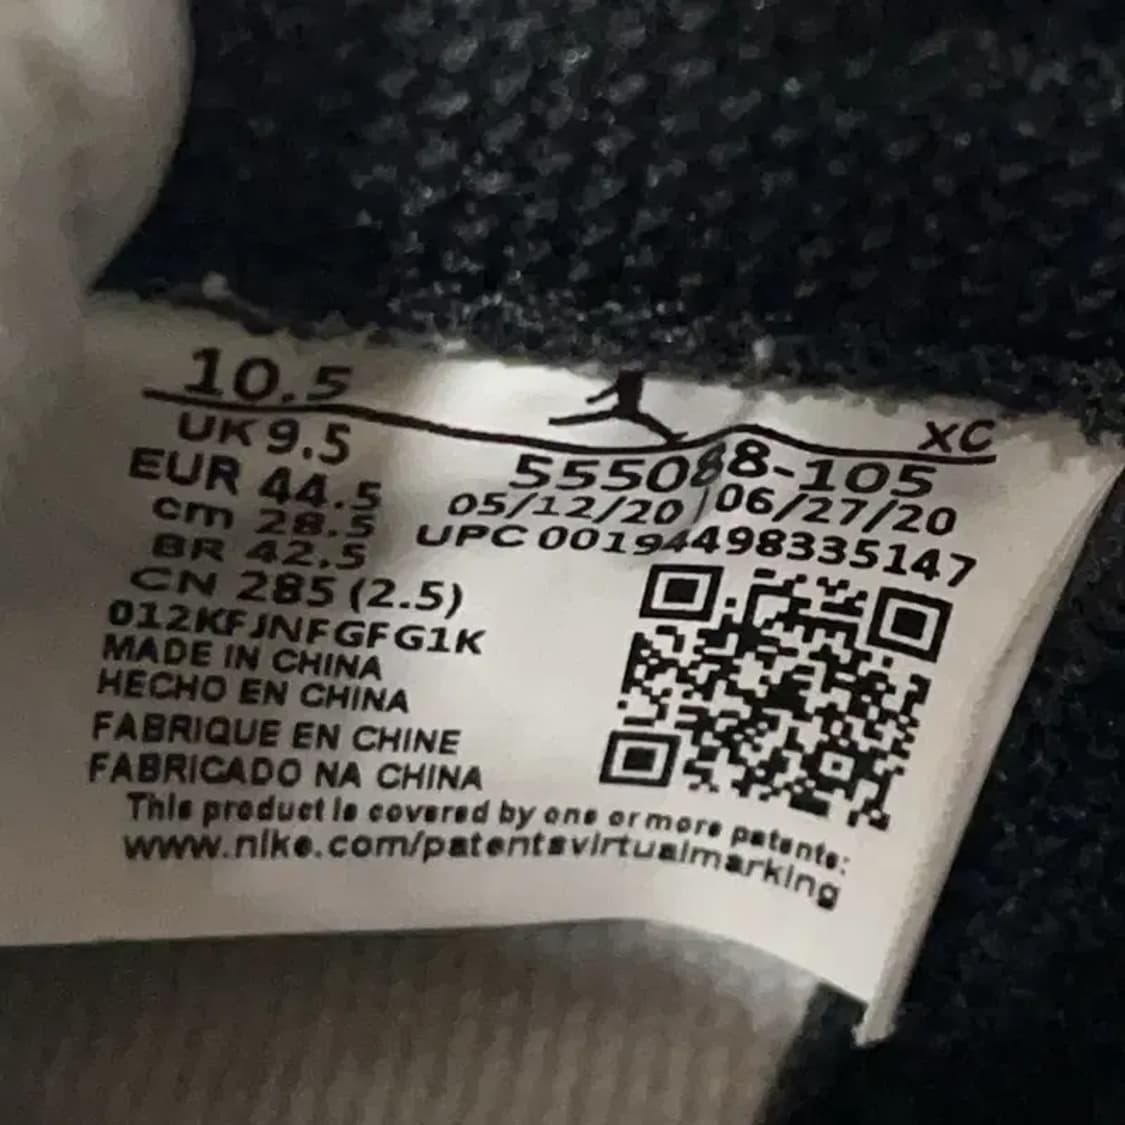 10.5
XC
UK 9.5
555088-105
EUR 44.5
05/12/20 06/27/20
cm 28.5
UPC 00194498335147
BR 42.5
CN 285 (2.5)
012KFJNFGFG1K
MADE IN CHINA
HECHO EN CHINA
FABRIQUE EN CHINE
FABRICADO NA CHINA
This product is covered by one or more patents:
www.nike.com/patentsvirtualmarking